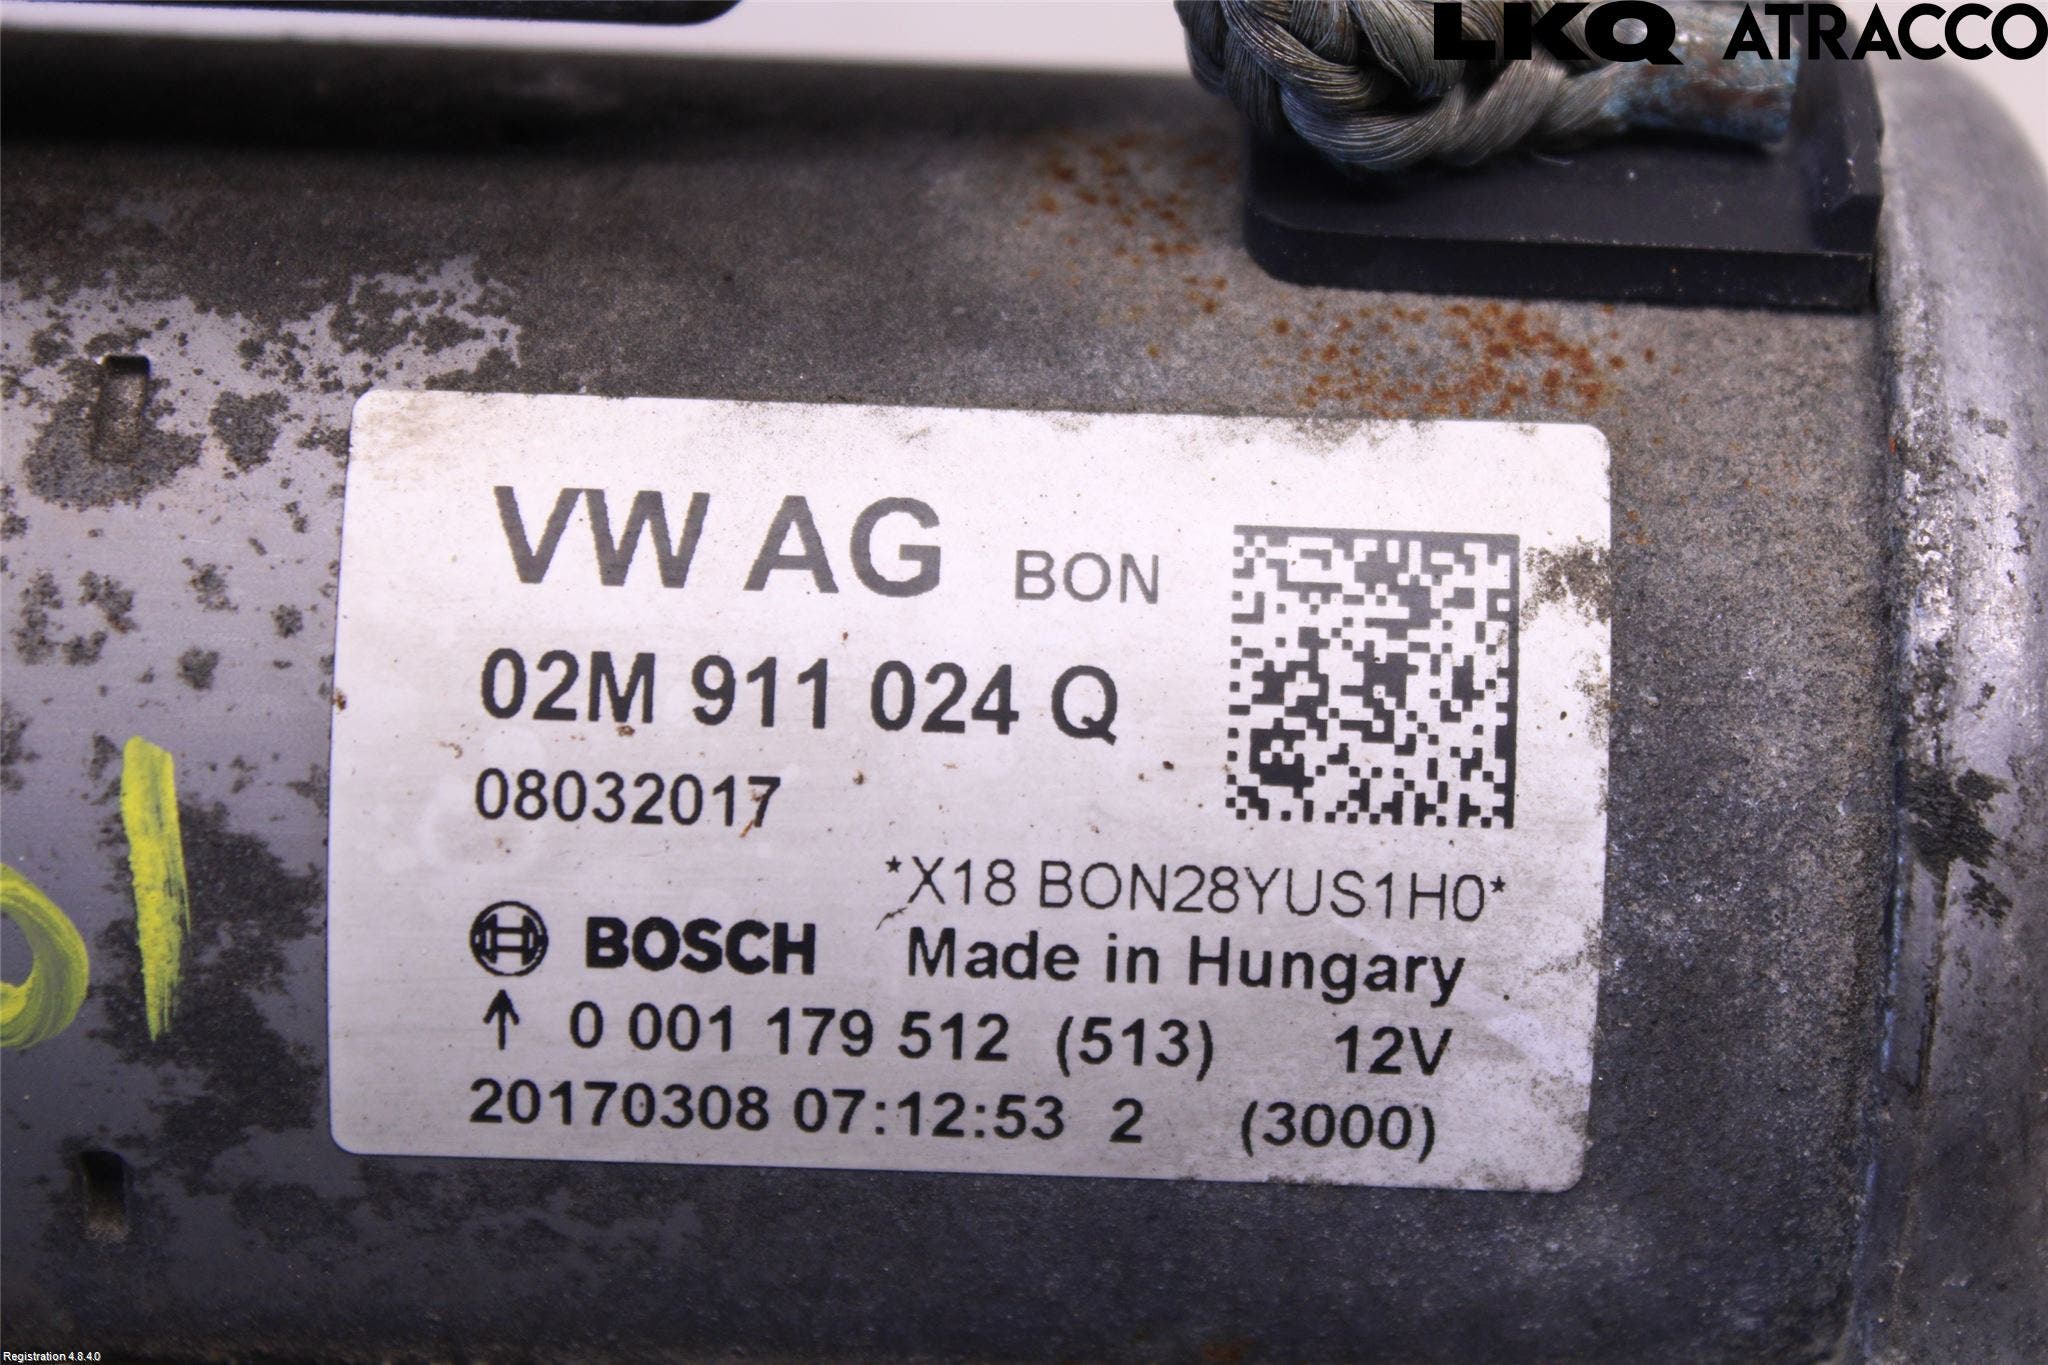 LKQ ATRACCO
VW AG BON
02M 911 024 Q
08032017
*X18 BON28YUS1H0*
BOSCH Made in Hungary
↑ 0 001 179 512 (513) 12V
20170308 07:12:53 2 (3000)
Registration 4.8.4.0